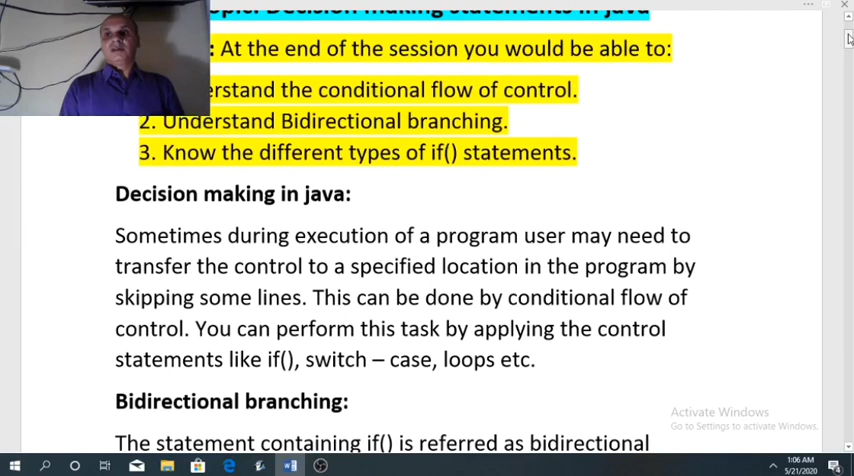 Decision making statements in java
: At the end of the session you would be able to:
erstand the conditional flow of control.
2. Understand Bidirectional branching.
3. Know the different types of if() statements.
Decision making in java:
Sometimes during execution of a program user may need to
transfer the control to a specified location in the program by
skipping some lines. This can be done by conditional flow of
control. You can perform this task by applying the control
statements like if(), switch – case, loops etc.
Bidirectional branching:
The statement containing if() is referred as bidirectional
Activate Windows
Go to Settings to activate Windows.
1:06 AM
5/21/2020